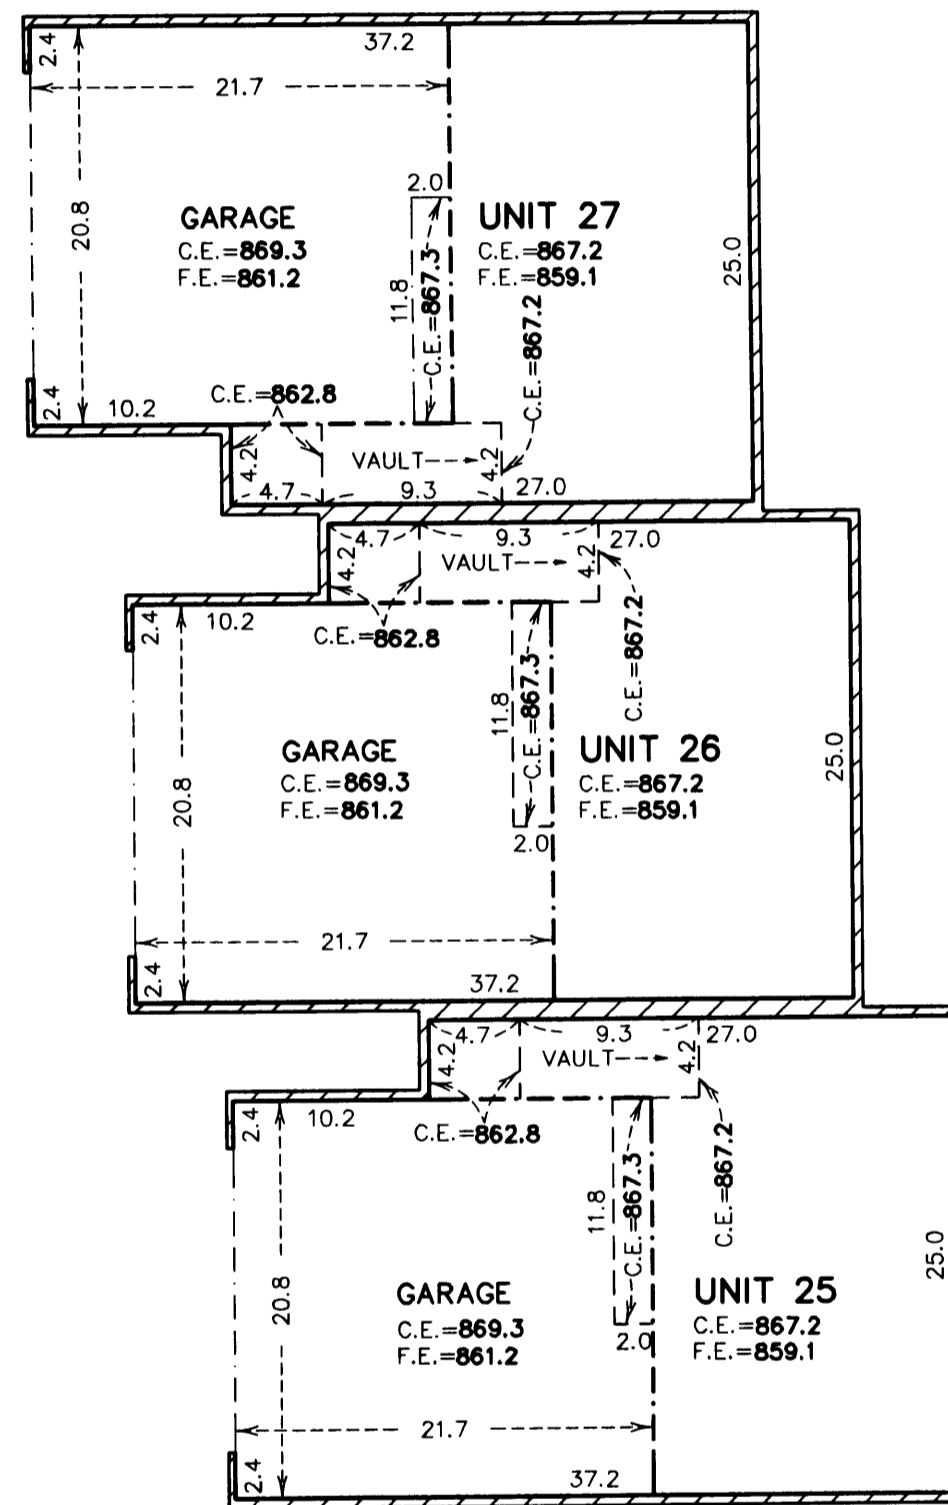 2.4
37.2
21.7
20.8
2.0
GARAGE
C.E.=869.3
F.E.=861.2
UNIT 27
C.E.=867.2
F.E.=859.1
25.0
11.8
C.E.=867.3
C.E.=867.2
2.4
10.2
C.E.=862.8
4.2
VAULT
4.2
4.7
9.3
27.0
4.7
9.3
27.0
4.2
VAULT
4.2
2.4
10.2
C.E.=862.8
C.E.=867.2
11.8
C.E.=867.3
GARAGE
C.E.=869.3
F.E.=861.2
UNIT 26
C.E.=867.2
F.E.=859.1
25.0
20.8
2.0
21.7
2.4
37.2
4.7
9.3
27.0
4.2
VAULT
4.2
2.4
10.2
C.E.=862.8
C.E.=867.2
11.8
C.E.=867.3
25.0
20.8
GARAGE
C.E.=869.3
F.E.=861.2
UNIT 25
C.E.=867.2
F.E.=859.1
2.0
21.7
2.4
37.2